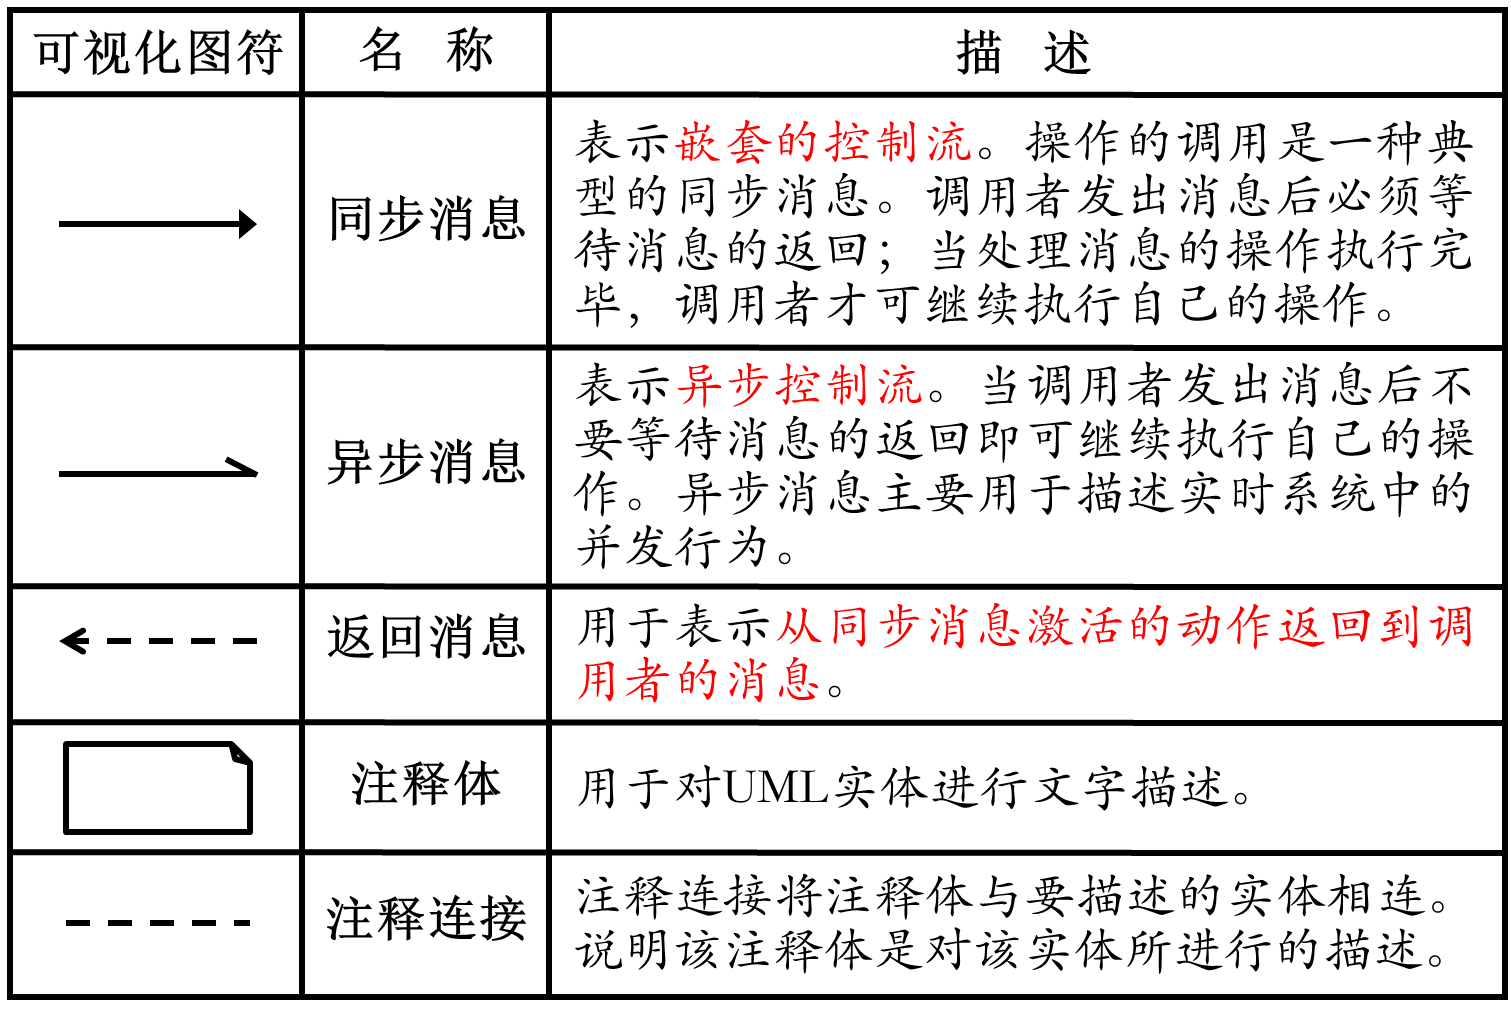 可视化图符 名 称 描 述
同步消息
表示嵌套的控制流。操作的调用是一种典
型的同步消息。调用者发出消息后必须等
待消息的返回；当处理消息的操作执行完
毕，调用者才可继续执行自己的操作。
异步消息
表示异步控制流。当调用者发出消息后不
要等待消息的返回即可继续执行自己的操
作。异步消息主要用于描述实时系统中的
并发行为。
返回消息
用于表示从同步消息激活的动作返回到调
用者的消息。
注释体
用于对UML实体进行文字描述。
注释连接
注释连接将注释体与要描述的实体相连。
说明该注释体是对该实体所进行的描述。